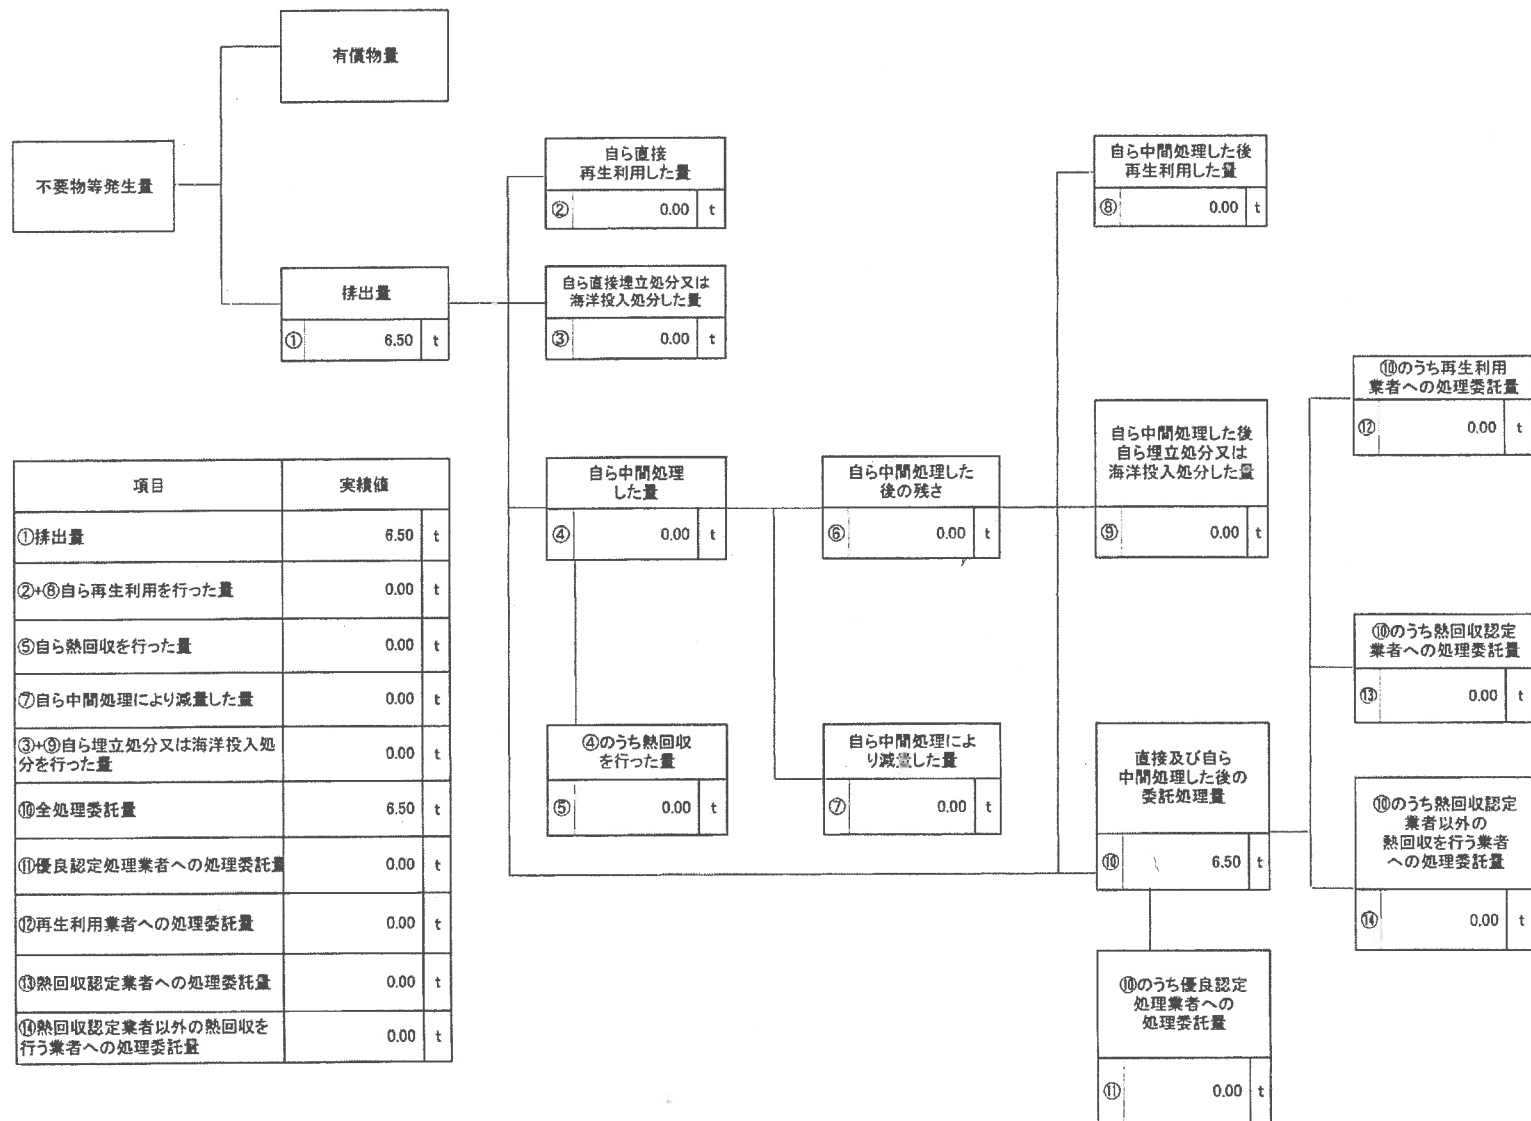 有償物量
不要物等発生量
排出量
① 6.50 t
自ら直接
再生利用した量
② 0.00 t
自ら直接埋立処分又は
海洋投入処分した量
③ 0.00 t
自ら中間処理
した量
④ 0.00 t
④のうち熱回収
を行った量
⑤ 0.00 t
自ら中間処理した
後の残さ
⑥ 0.00 t
自ら中間処理によ
り減量した量
⑦ 0.00 t
自ら中間処理した後
再生利用した量
⑧ 0.00 t
自ら中間処理した後
自ら埋立処分又は
海洋投入処分した量
⑨ 0.00 t
直接及び自ら
中間処理した後の
委託処理量
⑩ 6.50 t
⑩のうち優良認定
処理業者への
処理委託量
⑪ 0.00 t
⑩のうち再生利用
業者への処理委託量
⑫ 0.00 t
⑩のうち熱回収認定
業者への処理委託量
⑬ 0.00 t
⑩のうち熱回収認定
業者以外の
熱回収を行う業者
への処理委託量
⑭ 0.00 t
項目 実績値
①排出量 6.50 t
②+⑧自ら再生利用を行った量 0.00 t
⑤自ら熱回収を行った量 0.00 t
⑦自ら中間処理により減量した量 0.00 t
③+⑨自ら埋立処分又は海洋投入処
分を行った量 0.00 t
⑩全処理委託量 6.50 t
⑪優良認定処理業者への処理委託量 0.00 t
⑫再生利用業者への処理委託量 0.00 t
⑬熱回収認定業者への処理委託量 0.00 t
⑭熱回収認定業者以外の熱回収を
行う業者への処理委託量 0.00 t